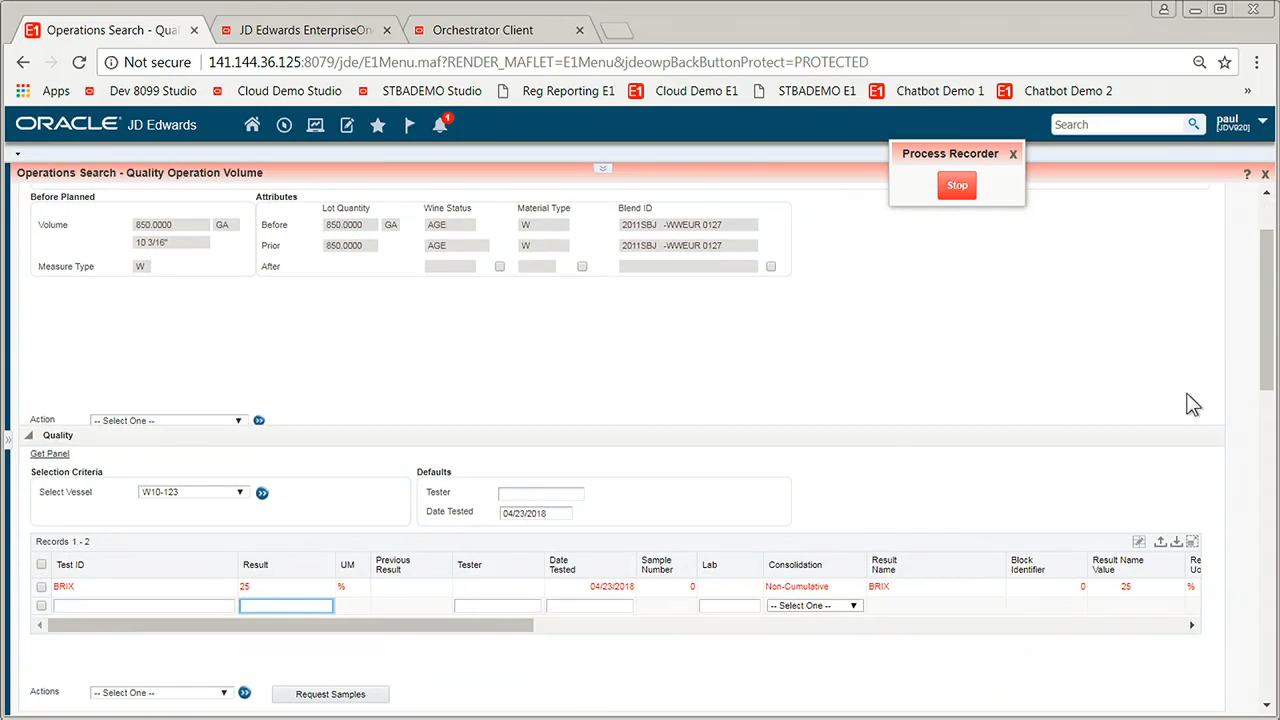 E1 Operations Search - Quali
JD Edwards EnterpriseOn
Orchestrator Client
Not secure 141.144.36.125:8079/jde/E1Menu.maf?RENDER_MAFLET=E1Menu&jdeowpBackButtonProtect=PROTECTED
Apps Dev 8099 Studio Cloud Demo Studio STBADEMO Studio Reg Reporting E1 E1 Cloud Demo E1 STBADEMO E1 E1 Chatbot Demo 1 E1 Chatbot Demo 2 »
ORACLE JD Edwards 1 Search paul
[JDV920]
Process Recorder X
Stop
Operations Search - Quality Operation Volume ? X
Before Planned
Volume 850.0000 GA
10 3/16"
Measure Type W
Attributes
Lot Quantity Wine Status Material Type Blend ID
Before 850.0000 GA AGE W 2011SBJ -WWEUR 0127
Prior 850.0000 AGE W 2011SBJ -WWEUR 0127
After
Action -- Select One --
Quality
Get Panel
Selection Criteria
Select Vessel W10-123
Defaults
Tester
Date Tested 04/23/2018
Records 1 - 2
Test ID Result UM Previous Result Tester Date Tested Sample Number Lab Consolidation Result Name Block Identifier Result Name Value Re Uo
BRIX 25 % 04/23/2018 0 Non-Cumulative BRIX 0 25 %
-- Select One --
Actions -- Select One -- Request Samples